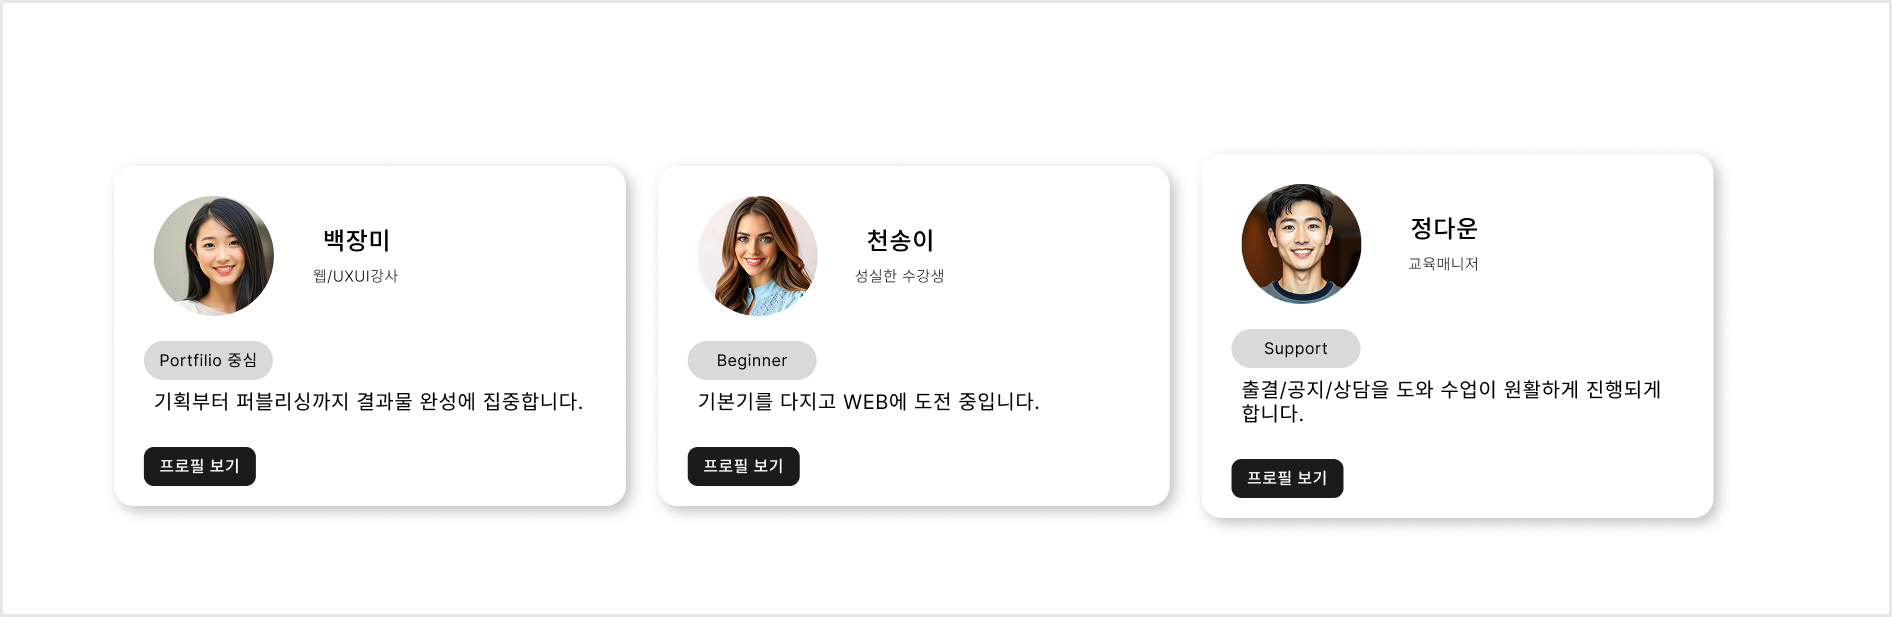 백장미
웹/UXUI강사
Portfilio 중심
기획부터 퍼블리싱까지 결과물 완성에 집중합니다.
프로필 보기
천송이
성실한 수강생
Beginner
기본기를 다지고 WEB에 도전 중입니다.
프로필 보기
정다운
교육매니저
Support
출결/공지/상담을 도와 수업이 원활하게 진행되게
합니다.
프로필 보기